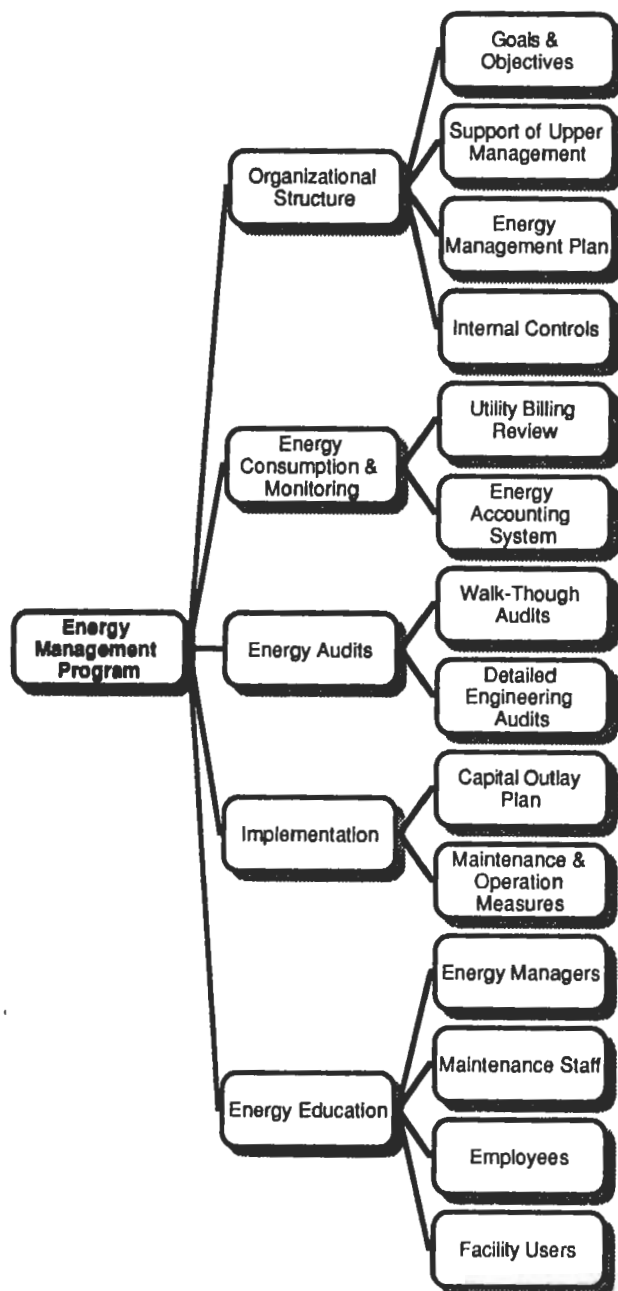 Goals &
Objectives
Support of Upper
Management
Organizational
Structure
Energy
Management Plan
Internal Controls
Utility Billing
Review
Energy
Consumption &
Monitoring
Energy
Accounting
System
Walk-Though
Audits
Energy
Management
Program
Energy Audits
Detailed
Engineering
Audits
Capital Outlay
Plan
Implementation
Maintenance &
Operation
Measures
Energy Managers
Maintenance Staff
Energy Education
Employees
Facility Users